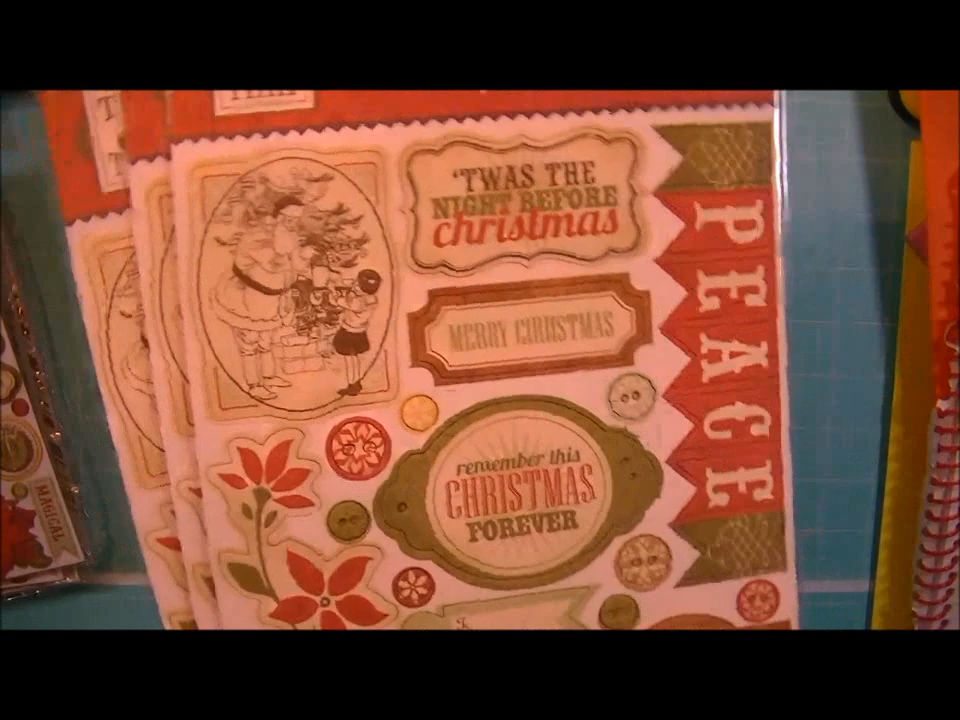 'TWAS THE
NIGHT BEFORE
christmas
PEACE
MERRY CHRISTMAS
remember this
CHRISTMAS
FOREVER
MAGICAL